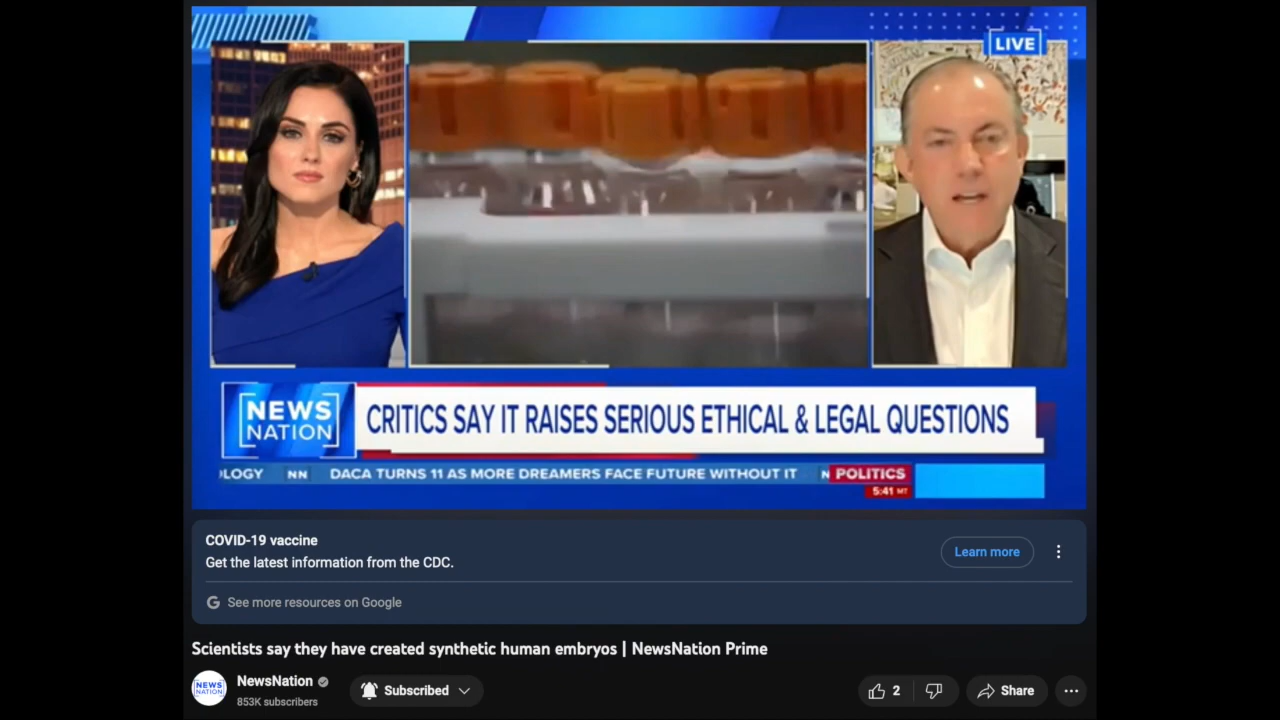 LIVE
NEWS
NATION
CRITICS SAY IT RAISES SERIOUS ETHICAL & LEGAL QUESTIONS
OLOGY NN DACA TURNS 11 AS MORE DREAMERS FACE FUTURE WITHOUT IT N POLITICS
5:41 MT
COVID-19 vaccine
Get the latest information from the CDC.
Learn more
See more resources on Google
Scientists say they have created synthetic human embryos | NewsNation Prime
NEWS
NATION
NewsNation
853K subscribers
Subscribed
2
Share